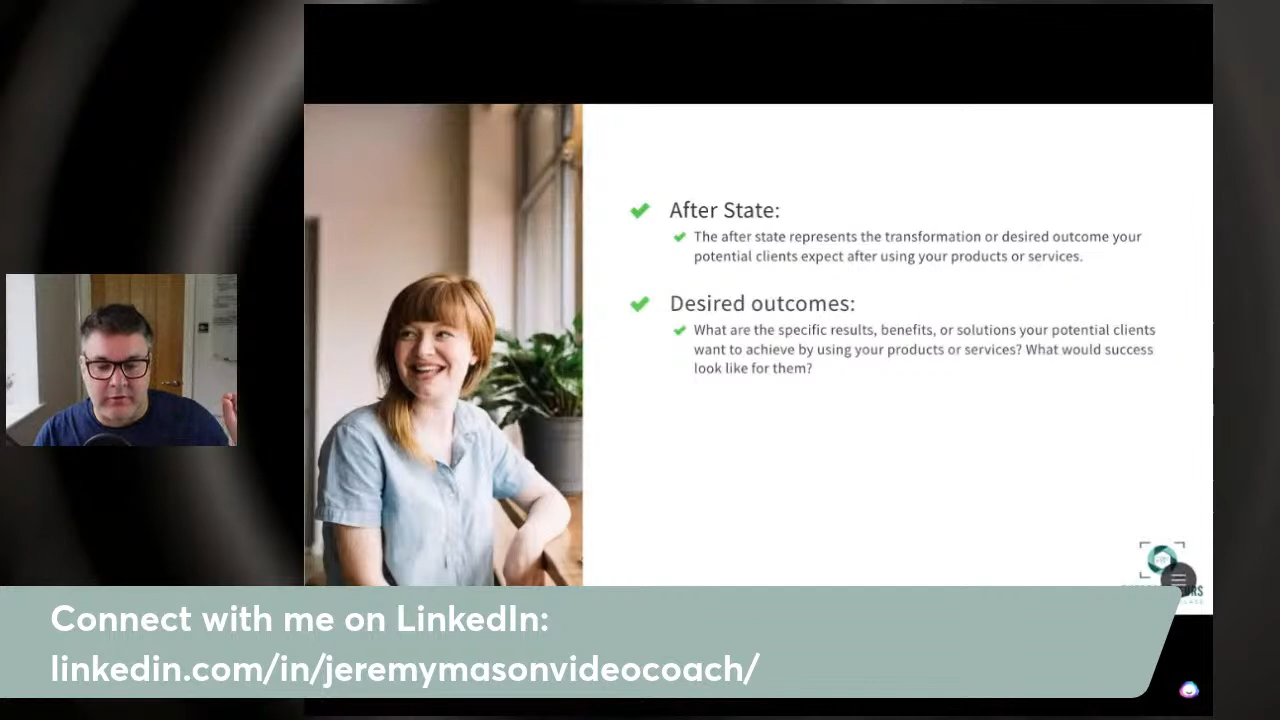 After State:
The after state represents the transformation or desired outcome your
potential clients expect after using your products or services.
Desired outcomes:
What are the specific results, benefits, or solutions your potential clients
want to achieve by using your products or services? What would success
look like for them?
Connect with me on LinkedIn:
linkedin.com/in/jeremymasonvideocoach/